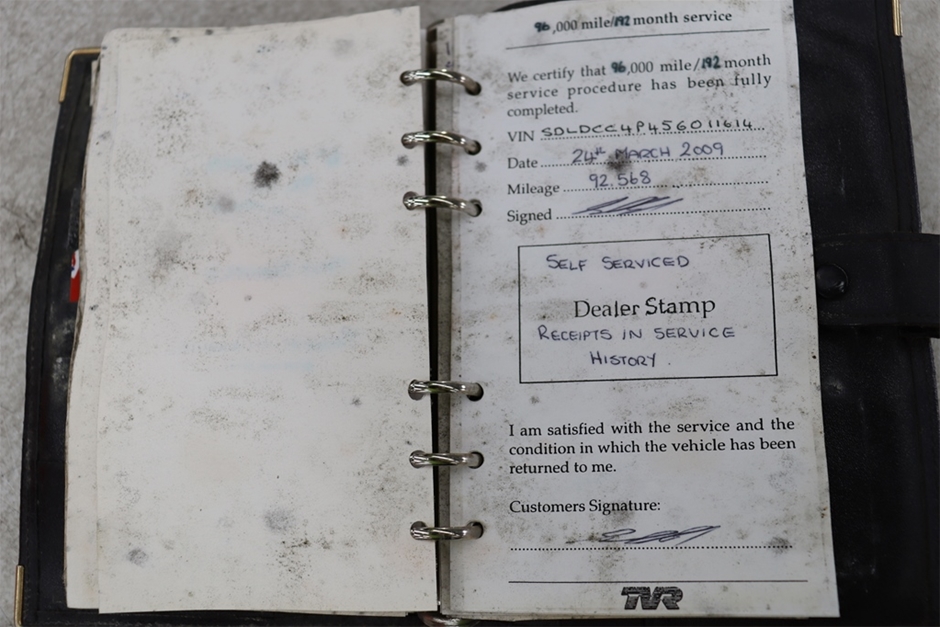 96,000 mile/192 month service
We certify that 96,000 mile/192 month
service procedure has been fully
completed.
VIN SDLDCC4P4S6011614
Date 24th MARCH 2009
Mileage 92.568
Signed
SELF SERVICED
Dealer Stamp
RECEIPTS IN SERVICE
HISTORY
I am satisfied with the service and the
condition in which the vehicle has been
returned to me.
Customers Signature:
TVR